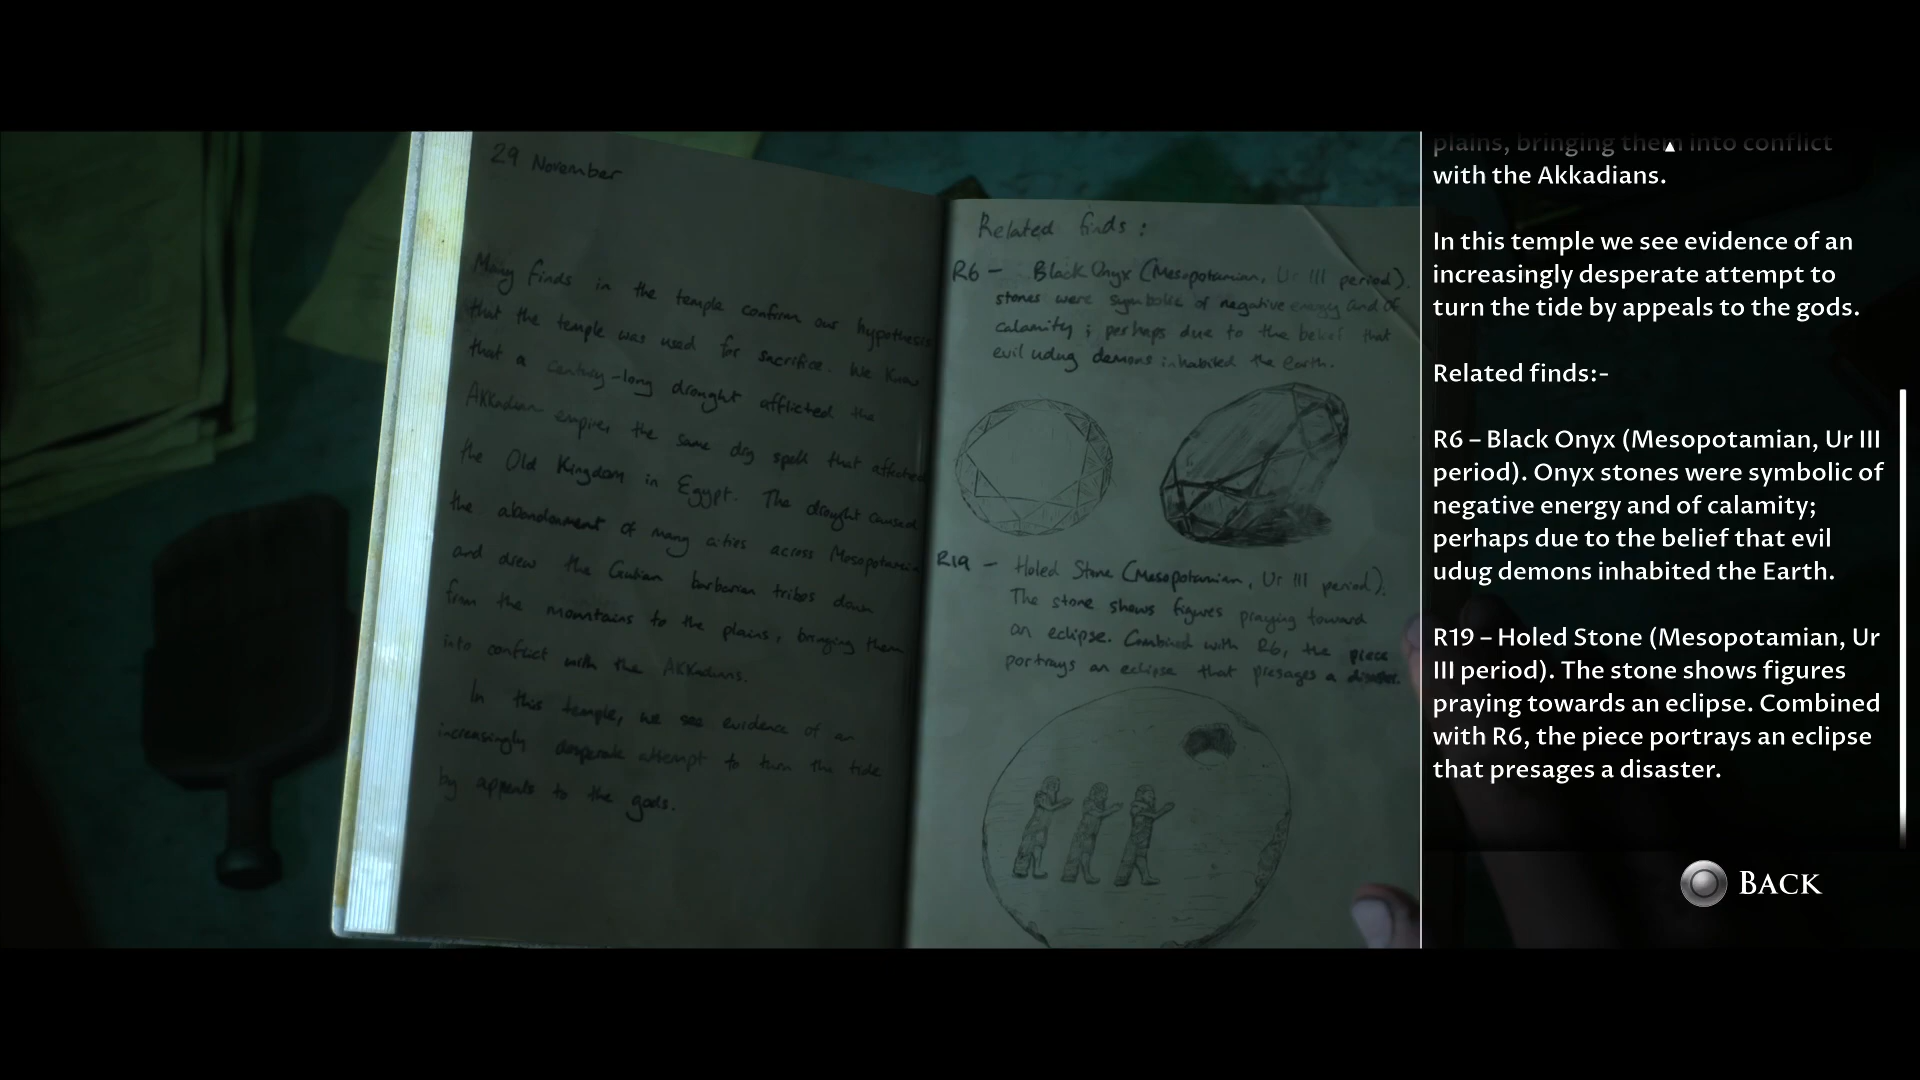 29 November
Many finds in the temple confirm our hypothesis
that the temple was used for sacrifice. We know
that a century-long drought afflicted the
Akkadian empire, the same dry spell that affected
the Old Kingdom in Egypt. The drought caused
the abandonment of many cities across Mesopotamia
and drew the Gutian barbarian tribes down
from the mountains to the plains, bringing them
into conflict with the Akkadians.
In this temple, we see evidence of an
increasingly desperate attempt to turn the tide
by appeals to the gods.
Related finds:
R6 - Black Onyx (Mesopotamian, Ur III period).
stones were symbolic of negative energy and of
calamity; perhaps due to the belief that
evil udug demons inhabited the earth.
R19 - Holed Stone (Mesopotamian, Ur III period).
The stone shows figures praying toward
an eclipse. Combined with R6, the piece
portrays an eclipse that presages a disaster.
plains, bringing them into conflict
with the Akkadians.
In this temple we see evidence of an
increasingly desperate attempt to
turn the tide by appeals to the gods.
Related finds:-
R6 – Black Onyx (Mesopotamian, Ur III
period). Onyx stones were symbolic of
negative energy and of calamity;
perhaps due to the belief that evil
udug demons inhabited the Earth.
R19 – Holed Stone (Mesopotamian, Ur
III period). The stone shows figures
praying towards an eclipse. Combined
with R6, the piece portrays an eclipse
that presages a disaster.
BACK